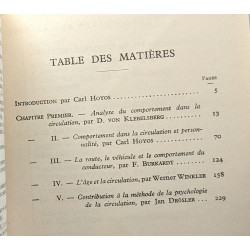 TABLE DES MATIÈRES
PAGES
INTRODUCTION par Carl HOYOS 5
CHAPITRE PREMIER. — Analyse du comportement dans la
circulation, par D. VON KLEBELSBERG 13
— II. — Comportement dans la circulation et person-
nalité, par Carl HOYOS 70
— III. — La route, le véhicule et le comportement du
conducteur, par F. BURKARDT 124
— IV. — L'âge et la circulation, par Werner WINKLER 158
— V. — Contribution à la méthode de la psychologie
de la circulation, par Jan DRÖSLER 229